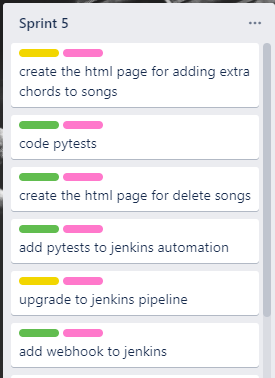 Sprint 5
create the html page for adding extra
chords to songs
code pytests
create the html page for delete songs
add pytests to jenkins automation
upgrade to jenkins pipeline
add webhook to jenkins